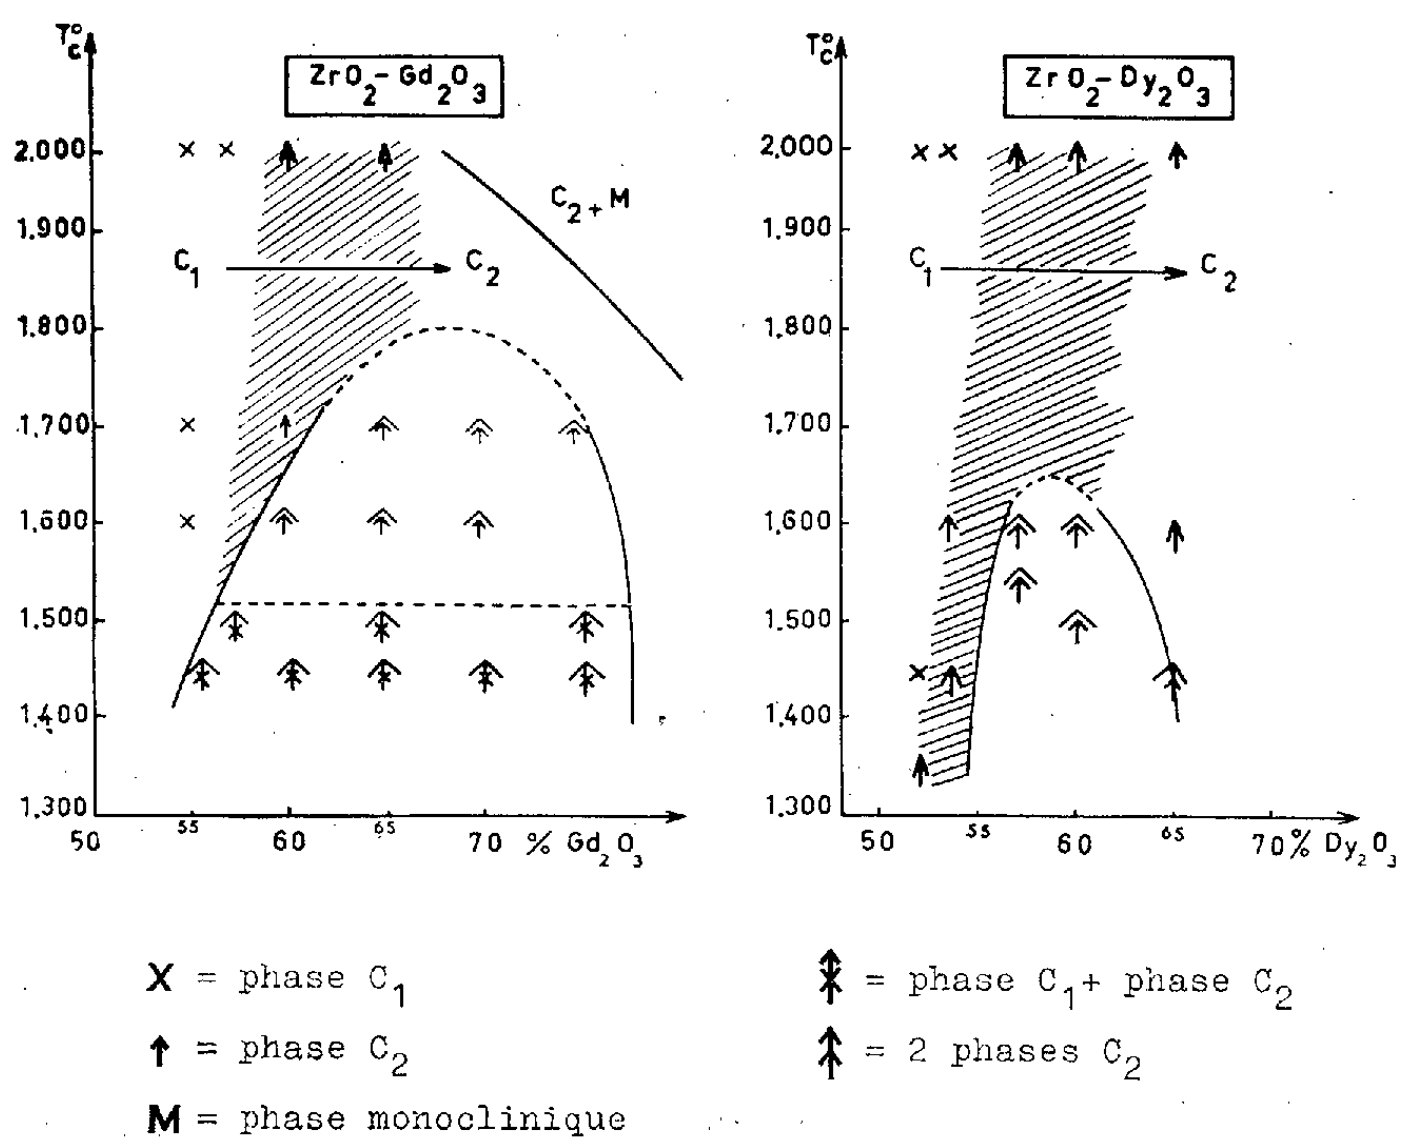 T°C
ZrO2-Gd2O3
2,000
1.900
1.800
1,700
1,600
1.500
1.400
1.300
C1 C2
C2+M
50 55 60 65 70 % Gd2O3
T°C
ZrO2-Dy2O3
2,000
1.900
1.800
1.700
1.600
1.500
1.400
1.300
C1 C2
50 55 60 65 70% Dy2O3
X = phase C1
↑ = phase C2
M = phase monoclinique
= phase C1+ phase C2
= 2 phases C2